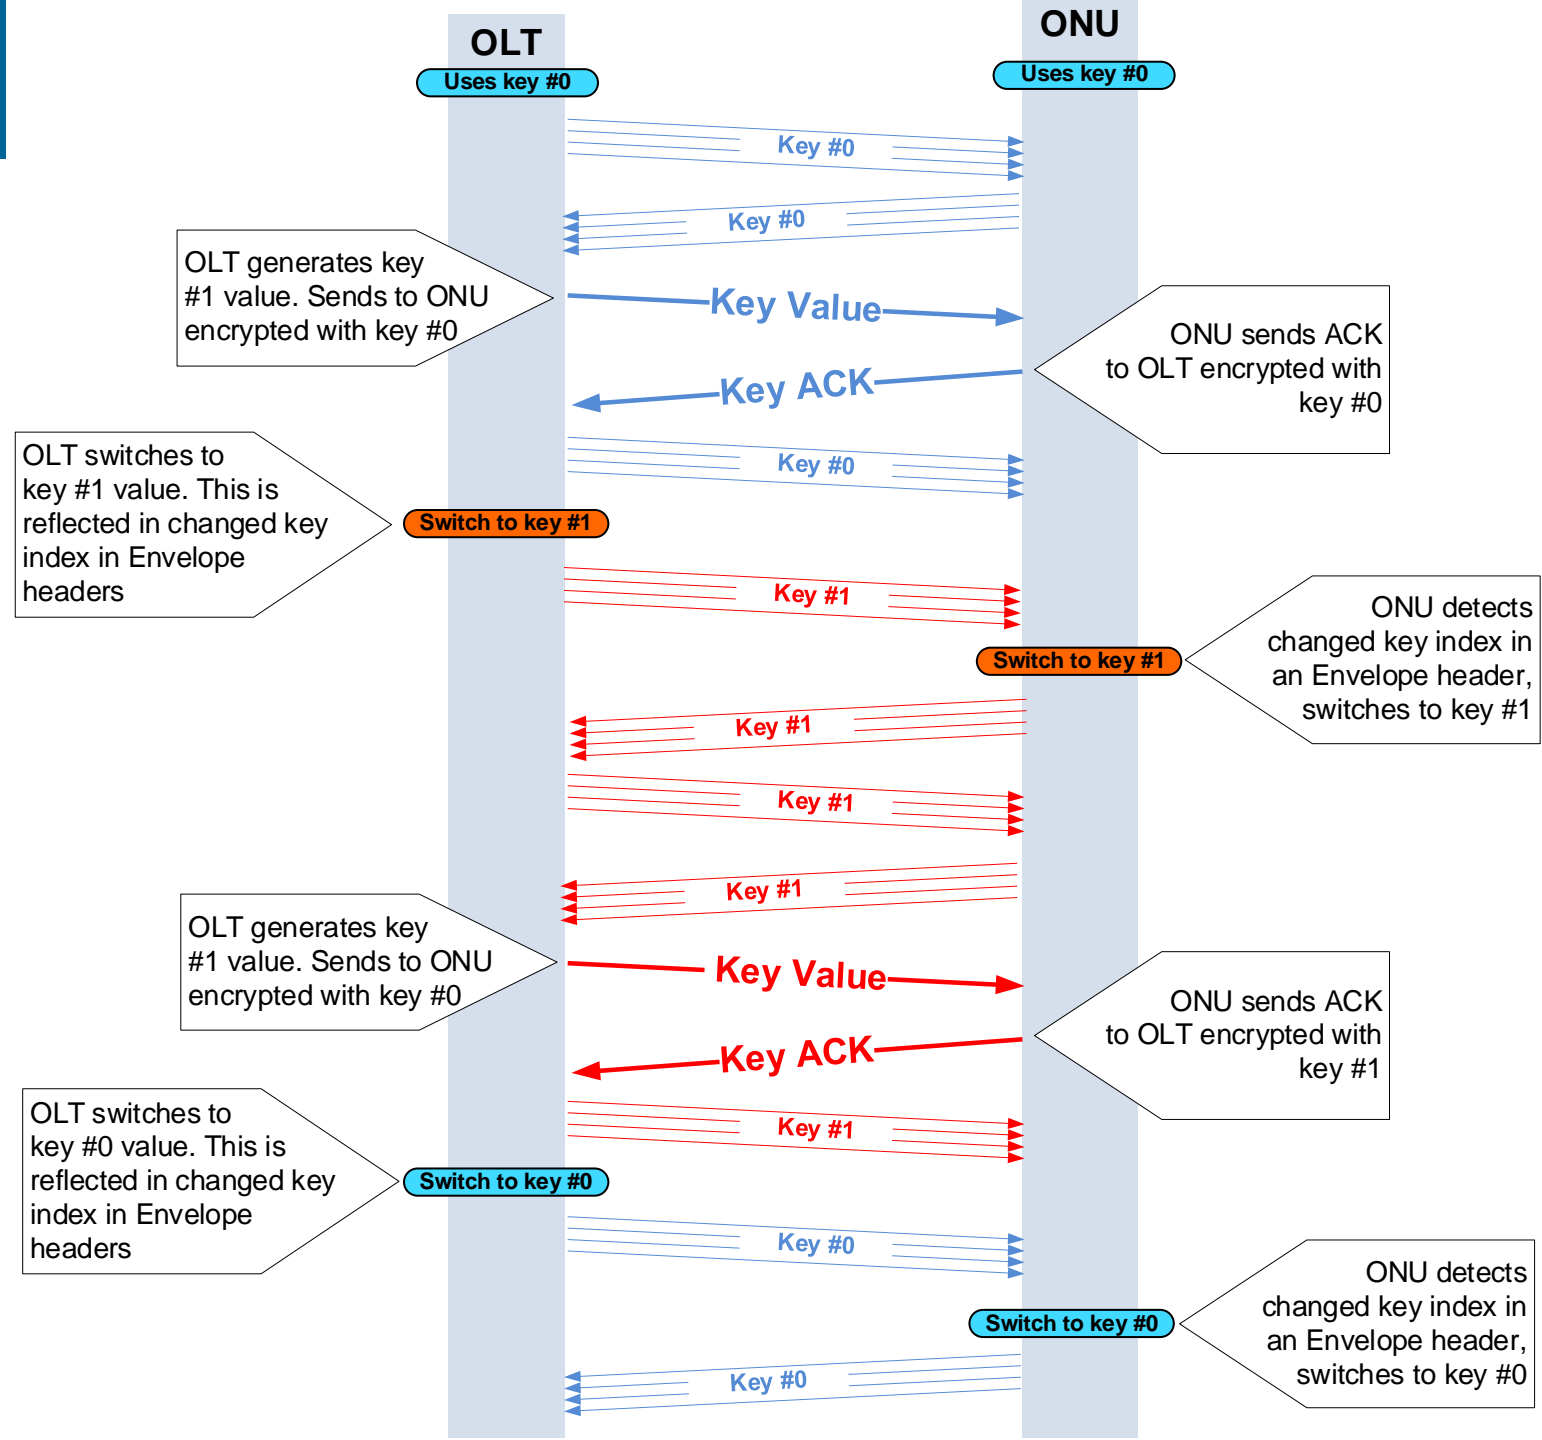 OLT
ONU
Uses key #0
Uses key #0
Key #0
Key #0
OLT generates key
#1 value. Sends to ONU
encrypted with key #0
Key Value
ONU sends ACK
to OLT encrypted with
key #0
Key ACK
OLT switches to
key #1 value. This is
reflected in changed key
index in Envelope
headers
Key #0
Switch to key #1
Key #1
ONU detects
changed key index in
an Envelope header,
switches to key #1
Switch to key #1
Key #1
Key #1
Key #1
OLT generates key
#1 value. Sends to ONU
encrypted with key #0
Key Value
ONU sends ACK
to OLT encrypted with
key #1
Key ACK
OLT switches to
key #0 value. This is
reflected in changed key
index in Envelope
headers
Key #1
Switch to key #0
Key #0
ONU detects
changed key index in
an Envelope header,
switches to key #0
Switch to key #0
Key #0